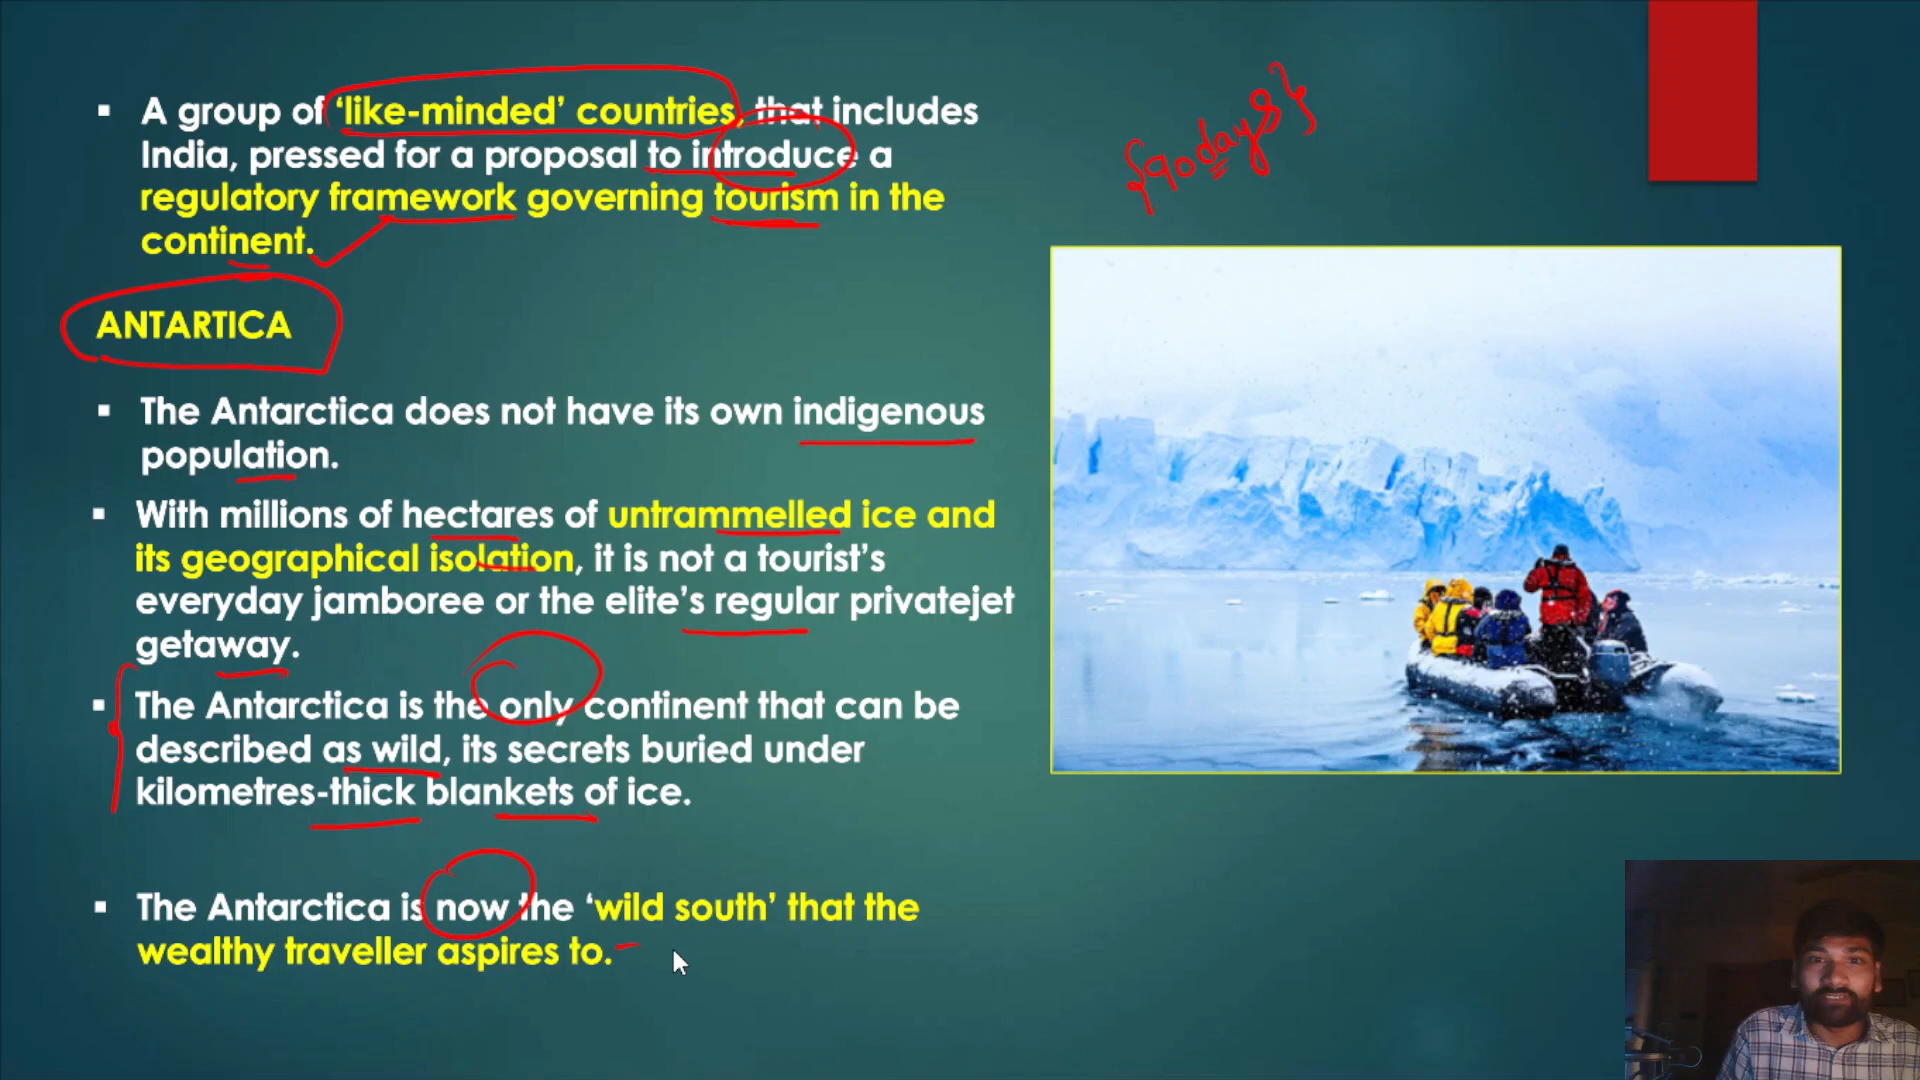 A group of ‘like-minded’ countries, that includes
India, pressed for a proposal to introduce a
regulatory framework governing tourism in the
continent.
{90days}
ANTARTICA
The Antarctica does not have its own indigenous
population.
With millions of hectares of untrammelled ice and
its geographical isolation, it is not a tourist’s
everyday jamboree or the elite’s regular privatejet
getaway.
The Antarctica is the only continent that can be
described as wild, its secrets buried under
kilometres-thick blankets of ice.
The Antarctica is now the ‘wild south’ that the
wealthy traveller aspires to.